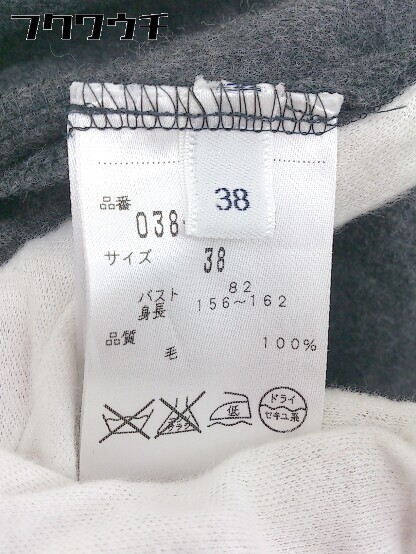 フクワウチ
38
品番
038
サイズ 38
バスト 82
身長 156～162
品質
毛 100%
低
ドライ
セキユ系